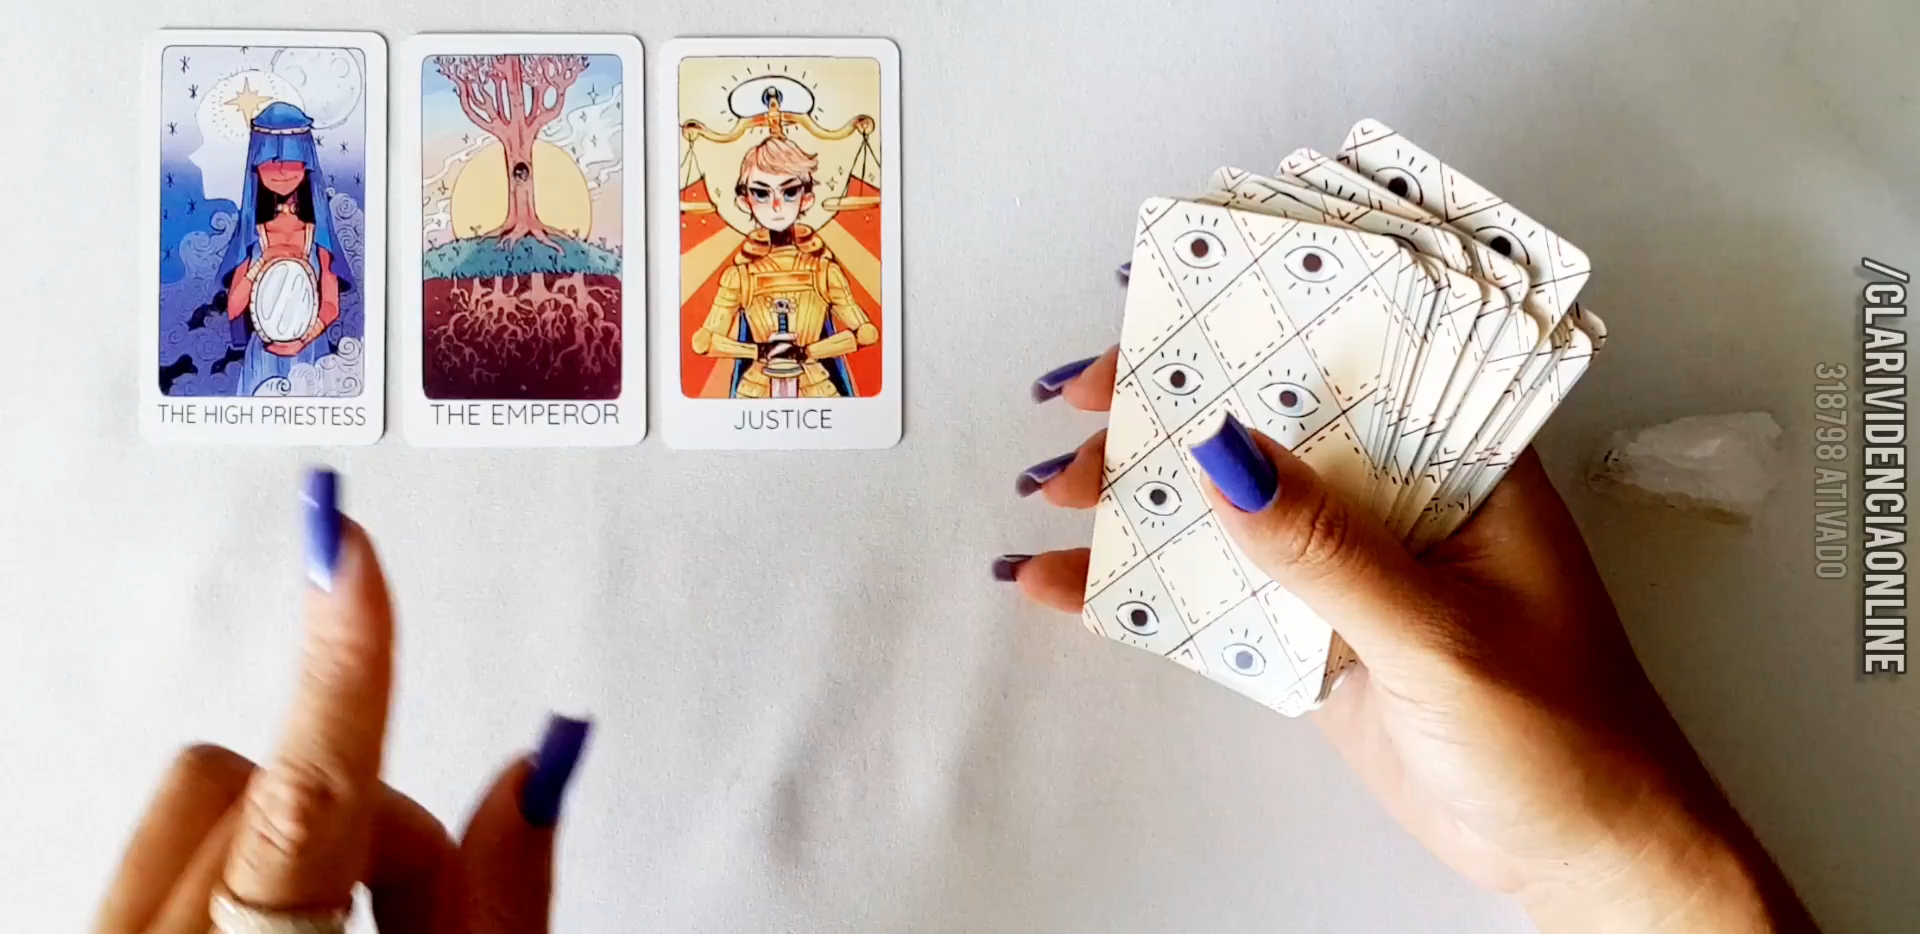 THE HIGH PRIESTESS
THE EMPEROR
JUSTICE
/CLARIVIDENCIAONLINE
318798 ATIVADO